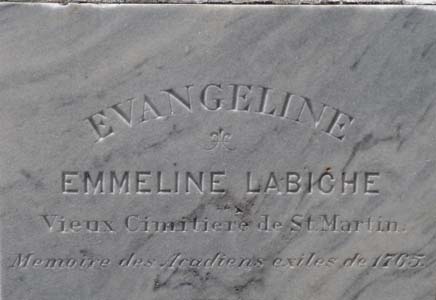 EVANGELINE
EMMELINE LABICHE
Vieux Cimitiere de St. Martin.
Memoire des Acadiens exiles de 1765.